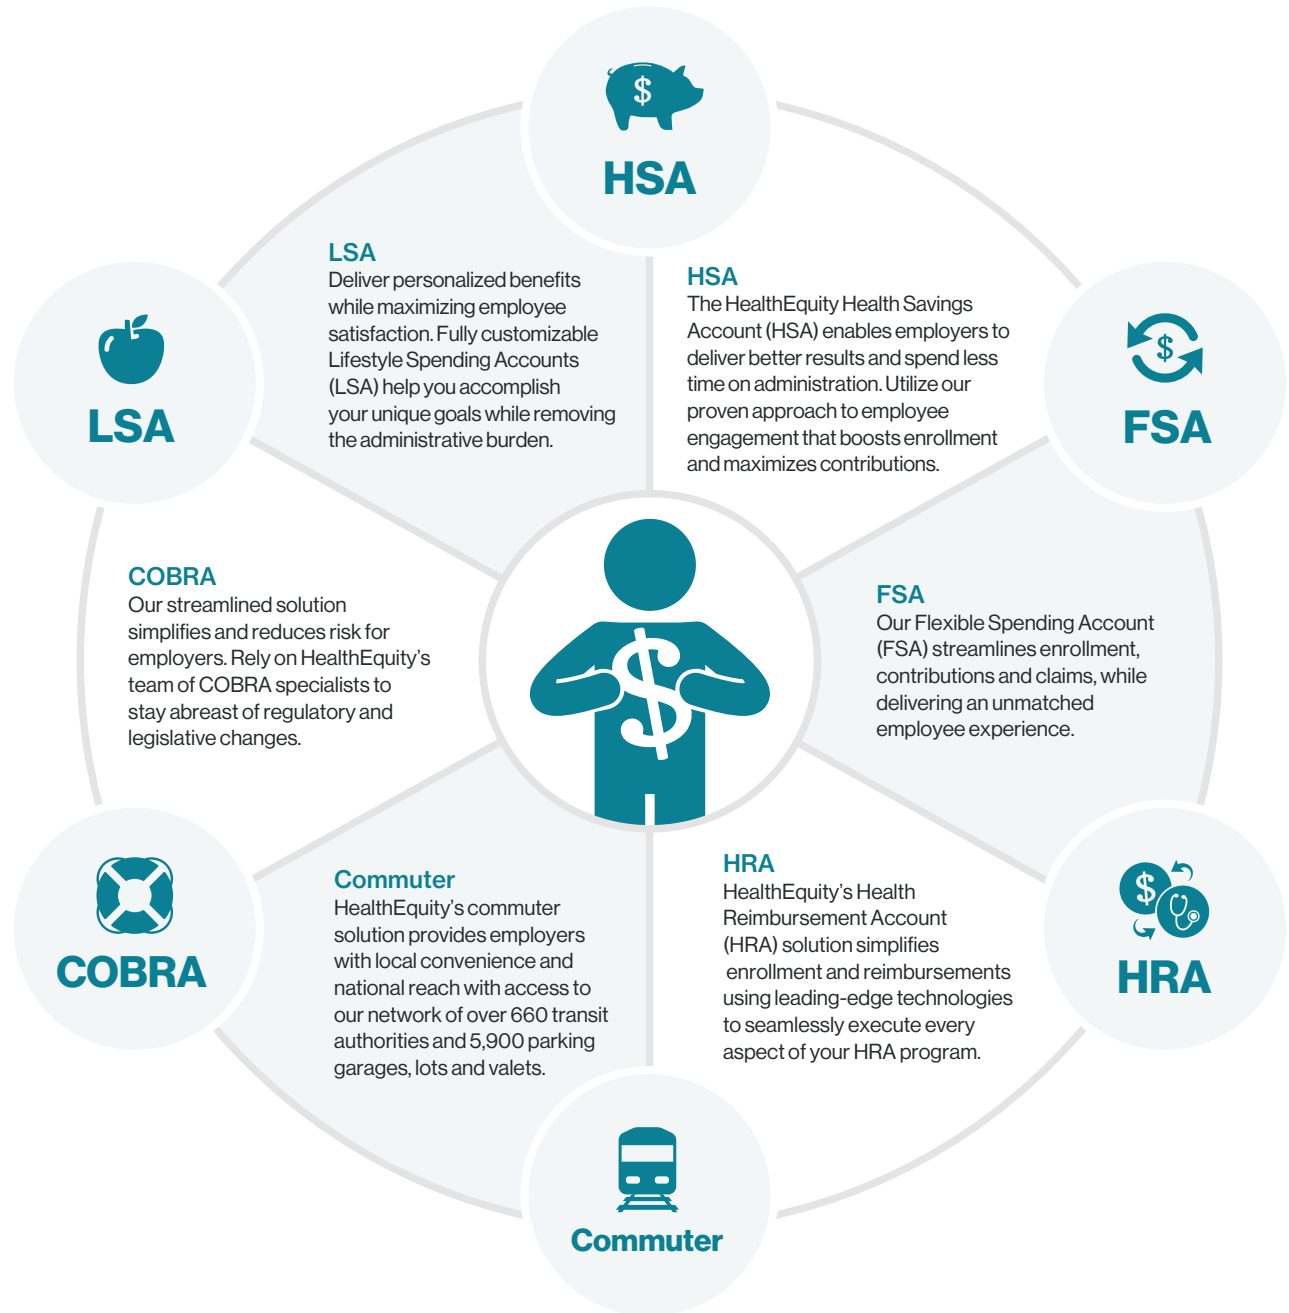 $
HSA
LSA
Deliver personalized benefits
while maximizing employee
satisfaction. Fully customizable
Lifestyle Spending Accounts
(LSA) help you accomplish
your unique goals while removing
the administrative burden.
HSA
The HealthEquity Health Savings
Account (HSA) enables employers to
deliver better results and spend less
time on administration. Utilize our
proven approach to employee
engagement that boosts enrollment
and maximizes contributions.
LSA
$
FSA
COBRA
Our streamlined solution
simplifies and reduces risk for
employers. Rely on HealthEquity's
team of COBRA specialists to
stay abreast of regulatory and
legislative changes.
$
FSA
Our Flexible Spending Account
(FSA) streamlines enrollment,
contributions and claims, while
delivering an unmatched
employee experience.
COBRA
Commuter
HealthEquity's commuter
solution provides employers
with local convenience and
national reach with access to
our network of over 660 transit
authorities and 5,900 parking
garages, lots and valets.
HRA
HealthEquity's Health
Reimbursement Account
(HRA) solution simplifies
enrollment and reimbursements
using leading-edge technologies
to seamlessly execute every
aspect of your HRA program.
$
HRA
Commuter